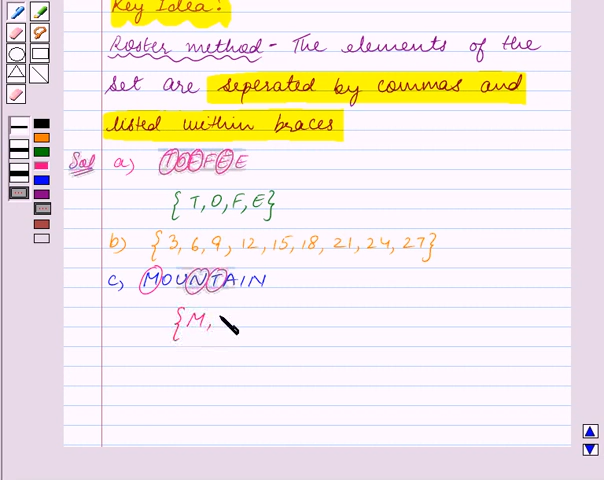 Key Idea:
Roster method - The elements of the
set are seperated by commas and
listed within braces
Sol a) TOFFEE
{ T, O, F, E }
b) { 3, 6, 9, 12, 15, 18, 21, 24, 27 }
c, MOUNTAIN
{ M,